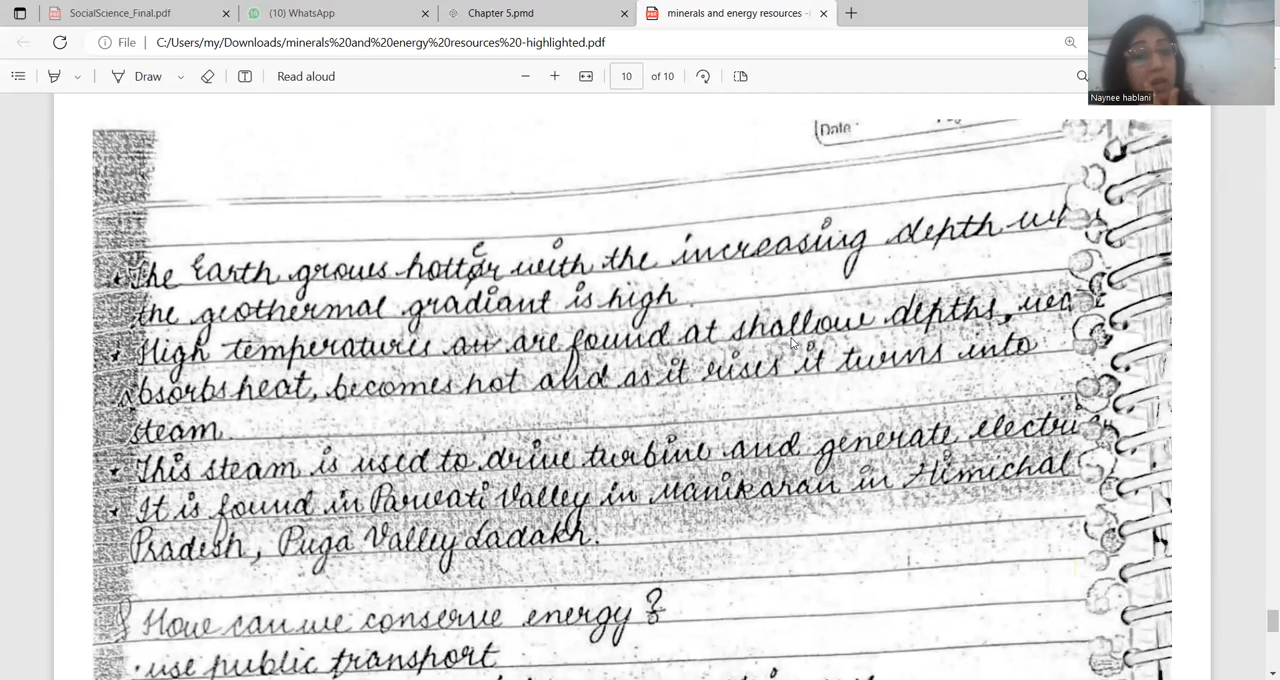 SocialScience_Final.pdf
(10) WhatsApp
Chapter 5.pmd
minerals and energy resources -
File
C:/Users/my/Downloads/minerals%20and%20energy%20resources%20-highlighted.pdf
Draw
Read aloud
10
of 10
Naynee hablani
Date
The Earth grows hotter with the increasing depth
the geothermal gradiant is high.
High temperatures are found at shallow depths,
absorbs heat, becomes hot and as it rises it turns into
steam.
This steam is used to drive turbine and generate
It is found in Parvati Valley in Manikaran in Himichal
Pradesh, Puga Valley Ladakh.
How can we conserve energy?
use public transport